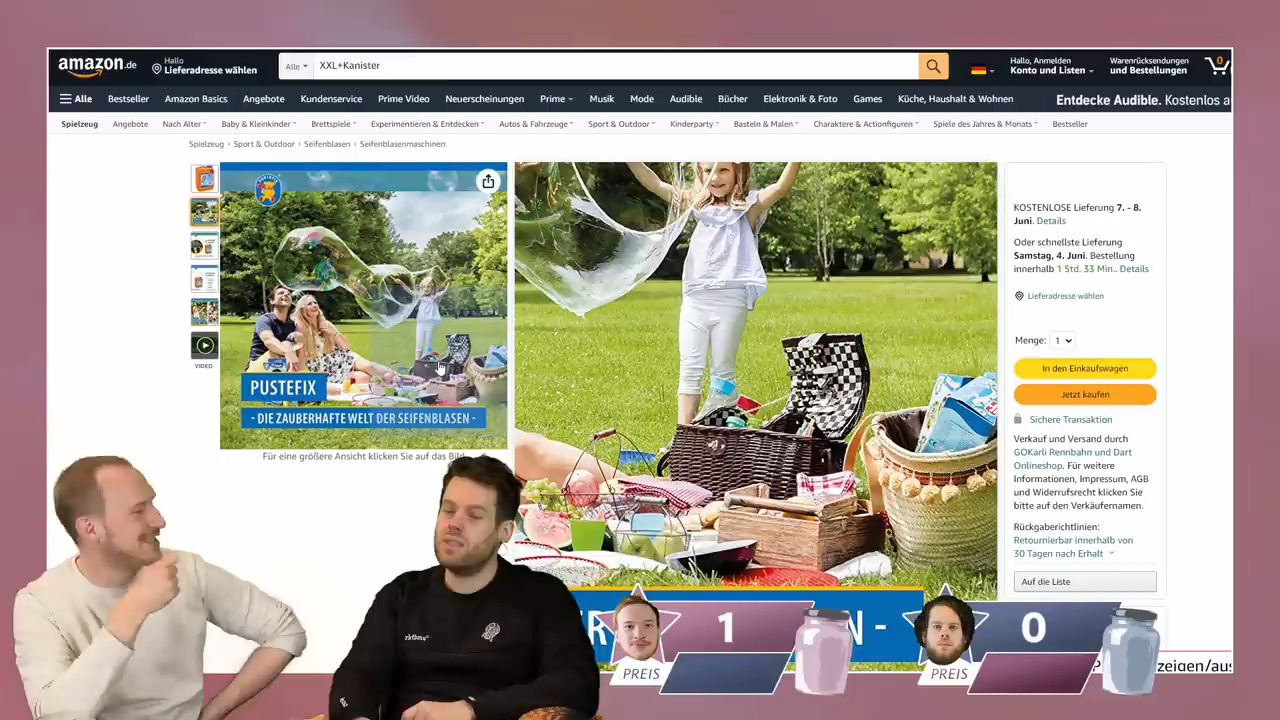 amazon.de
Hallo
Lieferadresse wählen
Alle
XXL+Kanister
Hallo, Anmelden
Konto und Listen
Warenrücksendungen
und Bestellungen
0
Alle
Bestseller
Amazon Basics
Angebote
Kundenservice
Prime Video
Neuerscheinungen
Prime
Musik
Mode
Audible
Bücher
Elektronik & Foto
Games
Küche, Haushalt & Wohnen
Entdecke Audible. Kostenlos a
Spielzeug
Angebote
Nach Alter
Baby & Kleinkinder
Brettspiele
Experimentieren & Entdecken
Autos & Fahrzeuge
Sport & Outdoor
Kinderparty
Basteln & Malen
Charaktere & Actionfiguren
Spiele des Jahres & Monats
Bestseller
Spielzeug › Sport & Outdoor › Seifenblasen › Seifenblasenmaschinen
VIDEO
PUSTEFIX
- DIE ZAUBERHAFTE WELT DER SEIFENBLASEN -
Für eine größere Ansicht klicken Sie auf das Bild
KOSTENLOSE Lieferung 7. - 8.
Juni. Details
Oder schnellste Lieferung
Samstag, 4. Juni. Bestellung
innerhalb 1 Std. 33 Min.. Details
Lieferadresse wählen
Menge: 1
In den Einkaufswagen
Jetzt kaufen
Sichere Transaktion
Verkauf und Versand durch
GOKarli Rennbahn und Dart
Onlineshop. Für weitere
Informationen, Impressum, AGB
und Widerrufsrecht klicken Sie
bitte auf den Verkäufernamen.
Rückgaberichtlinien:
Retournierbar innerhalb von
30 Tagen nach Erhalt
Auf die Liste
1
N -
0
PREIS
PREIS
zeigen/aus